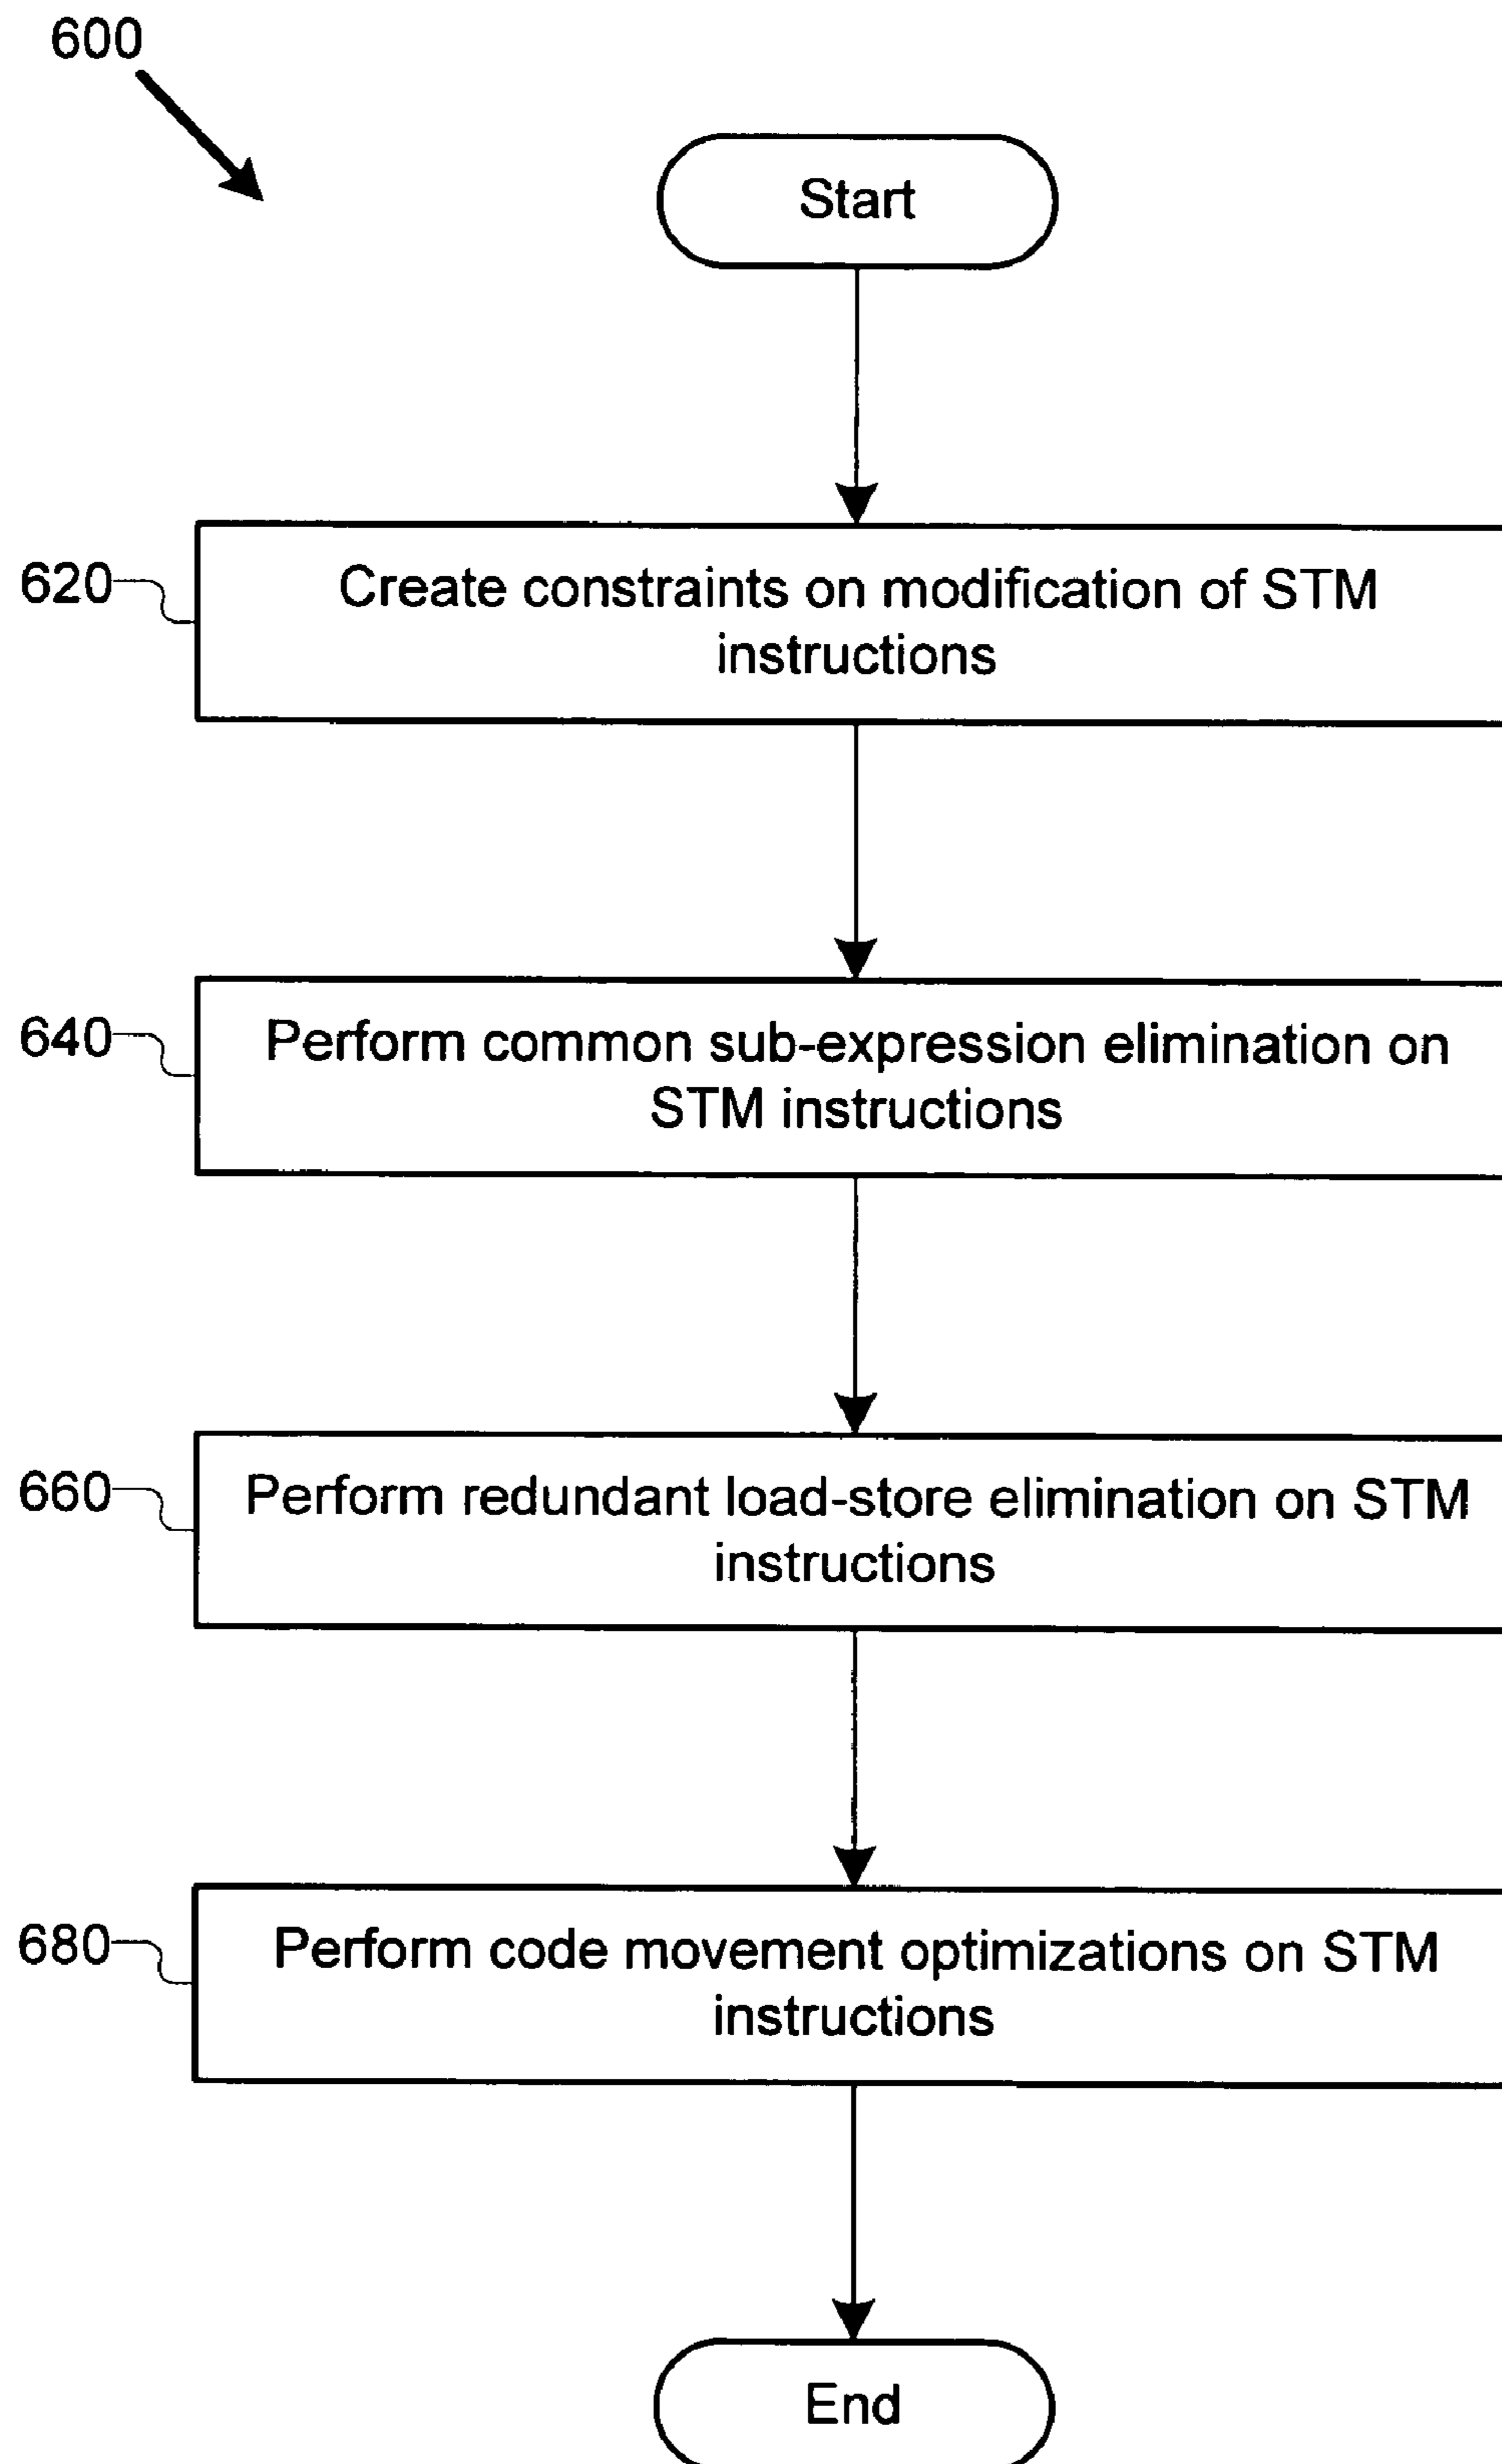 600
Start
620
Create constraints on modification of STM
instructions
640
Perform common sub-expression elimination on
STM instructions
660
Perform redundant load-store elimination on STM
instructions
680
Perform code movement optimizations on STM
instructions
End